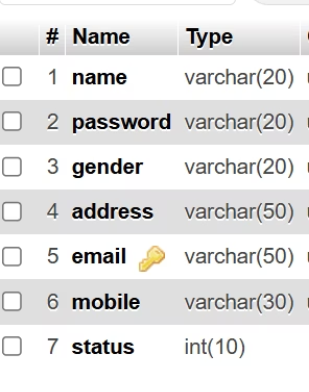 # Name Type
1 name varchar(20)
2 password varchar(20)
3 gender varchar(20)
4 address varchar(50)
5 email varchar(50)
6 mobile varchar(30)
7 status int(10)